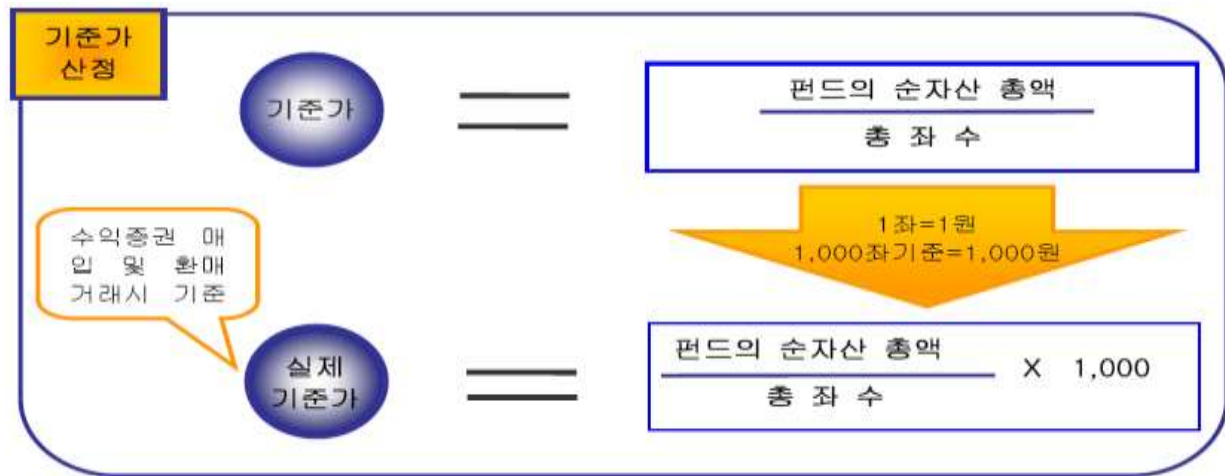 기준가
산정
기준가
펀드의 순자산 총액
총 좌 수
1좌=1원
1,000좌기준=1,000원
수익증권 매
입 및 환매
거래시 기준
실제
기준가
펀드의 순자산 총액
총 좌 수
X 1,000